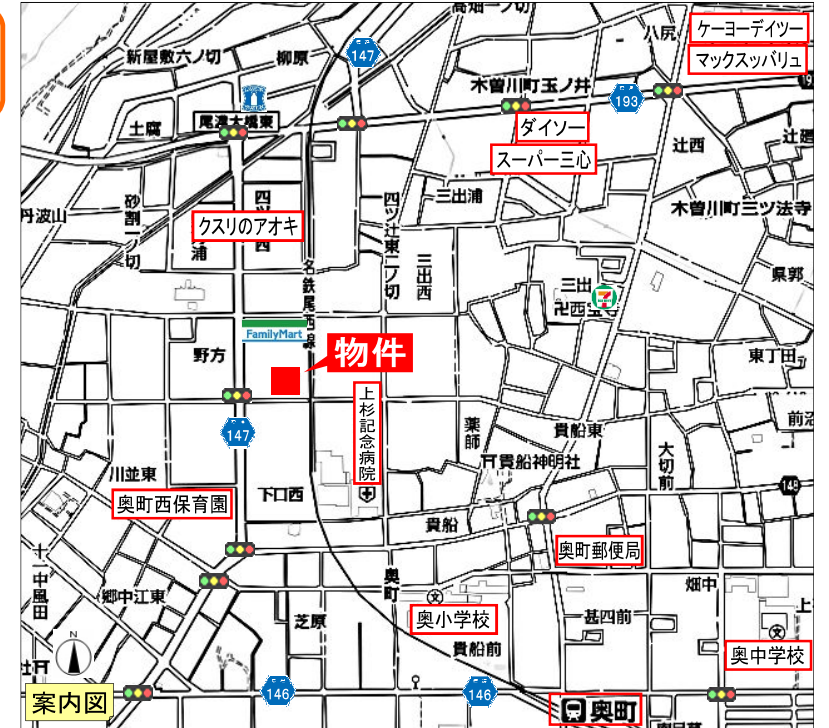 高畑一ノ切
八尻
ケーヨーデイツー
新屋敷六ノ切
柳原
147
マックスッバリュ
木曽川町玉ノ井
193
尾濃大橋東
土腐
ダイソー
辻西
スーパー三心
丹波山
砂割一ノ切
三出浦
四ツ辻東二ノ切
木曽川町三ツ法寺
クスリのアオキ
三出西
名鉄尾西線
県郭
三出
卍西宝寺
FamilyMart
野方
物件
東丁田
上杉記念病院
147
薬師
貴船東
前沼
大切前
貴船神明社
川並東
148
奥町西保育園
下口西
貴船
奥町郵便局
十一中風田
郷中江東
奥町
畑中
芝原
奥小学校
甚四前
貴船前
奥中学校
N
案内図
146
146
奥町